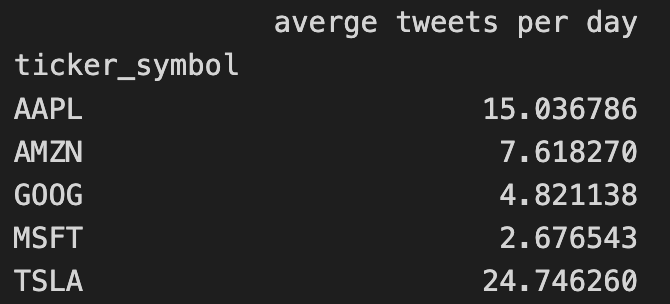 averge tweets per day
ticker_symbol
AAPL 15.036786
AMZN 7.618270
GOOG 4.821138
MSFT 2.676543
TSLA 24.746260